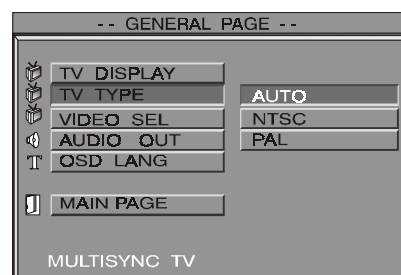 -- GENERAL PAGE --
TV DISPLAY
TV TYPE
AUTO
VIDEO SEL
NTSC
AUDIO OUT
PAL
T OSD LANG
MAIN PAGE
MULTISYNC TV